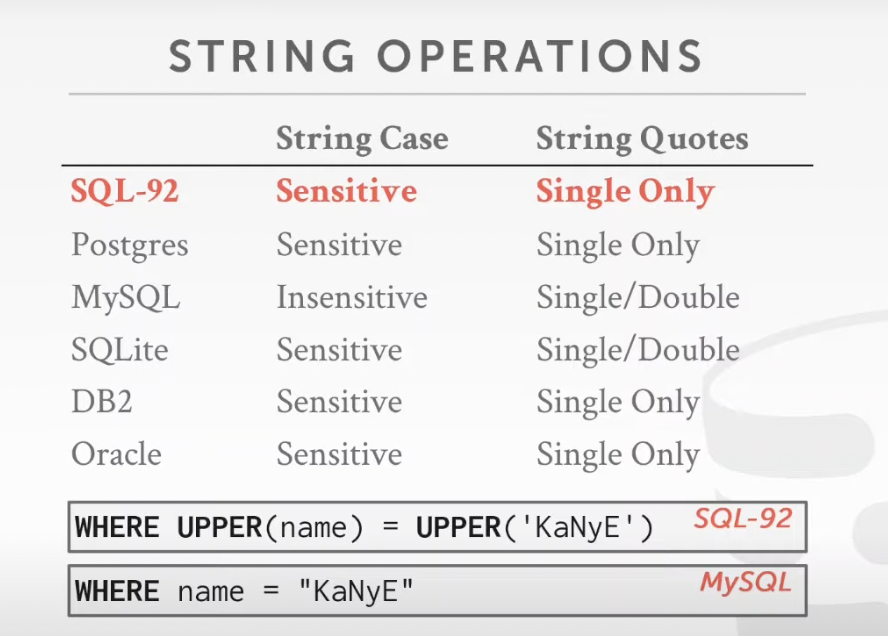 STRING OPERATIONS
String Case String Quotes
SQL-92 Sensitive Single Only
Postgres Sensitive Single Only
MySQL Insensitive Single/Double
SQLite Sensitive Single/Double
DB2 Sensitive Single Only
Oracle Sensitive Single Only
WHERE UPPER(name) = UPPER('KaNyE') SQL-92
WHERE name = "KaNyE" MySQL